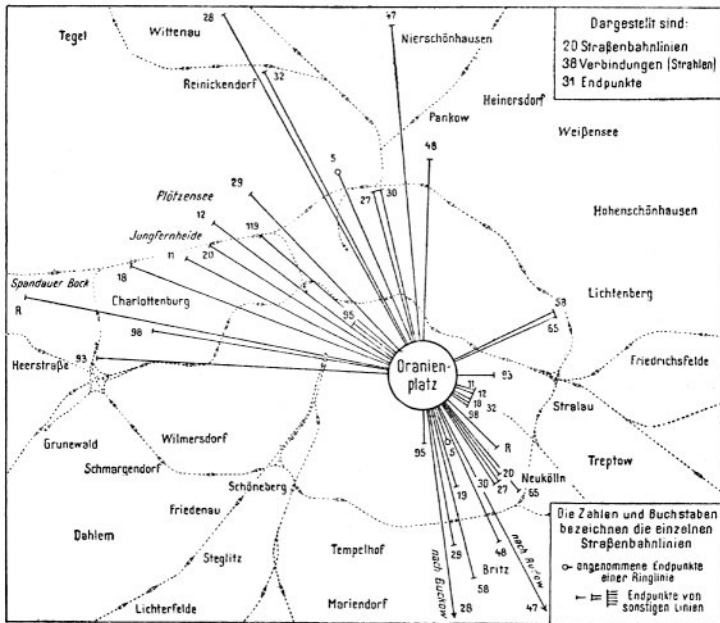 28
47
Tegel
Wittenau
Nierschönhausen
Dargestellt sind:
20 Straßenbahnlinien
38 Verbindungen (Strahlen)
31 Endpunkte
32
Reinickendorf
Heinersdorf
Pankow
Weißensee
48
5
29
27
30
Plötzensee
12
119
Hohenschönhausen
Jungfernheide
20
11
18
Spandauer Bock
R
Charlottenburg
Lichtenberg
58
65
95
98
93
Heerstraße
Oranien-
platz
93
Friedrichsfelde
11
12
18
98
32
Stralau
Grunewald
Wilmersdorf
Schmargendorf
95
5
R
Treptow
20
Neukölln
27
65
30
19
Schöneberg
Friedenau
Dahlem
Steglitz
Tempelhof
nach Buckow
29
48
Britz
nach Rudow
58
28
47
Lichterfelde
Mariendorf
Die Zahlen und Buchstaben
bezeichnen die einzelnen
Straßenbahnlinien
angenommene Endpunkte
einer Ringlinie
Endpunkte von
sonstigen Linien